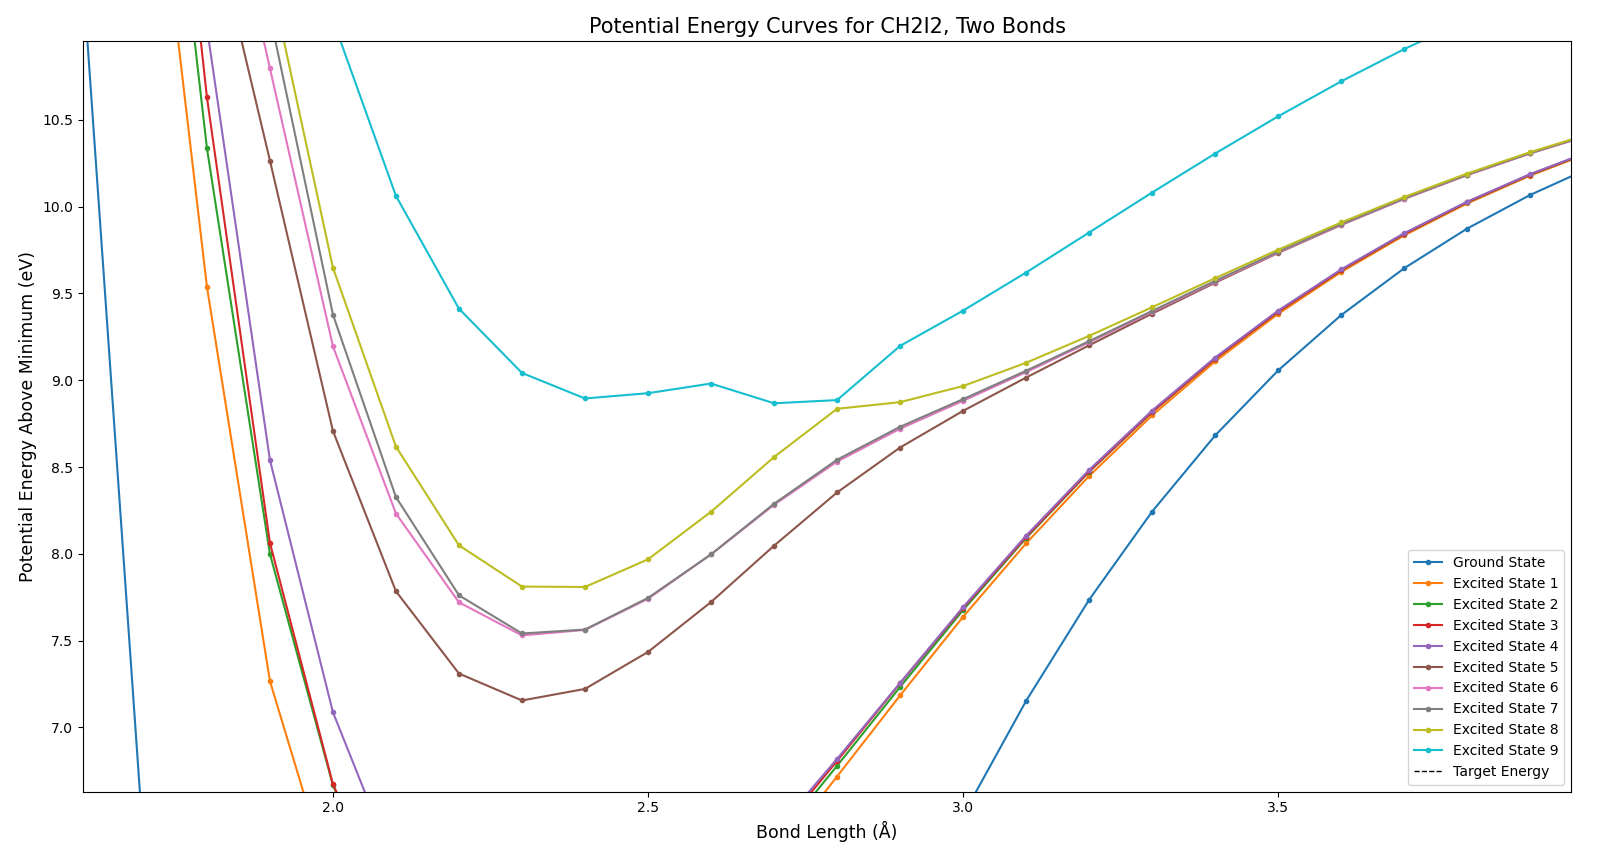 Potential Energy Curves for CH2I2, Two Bonds
Potential Energy Above Minimum (eV)
10.5
10.0
9.5
9.0
8.5
8.0
7.5
7.0
2.0
2.5
3.0
3.5
Bond Length (Å)
Ground State
Excited State 1
Excited State 2
Excited State 3
Excited State 4
Excited State 5
Excited State 6
Excited State 7
Excited State 8
Excited State 9
Target Energy